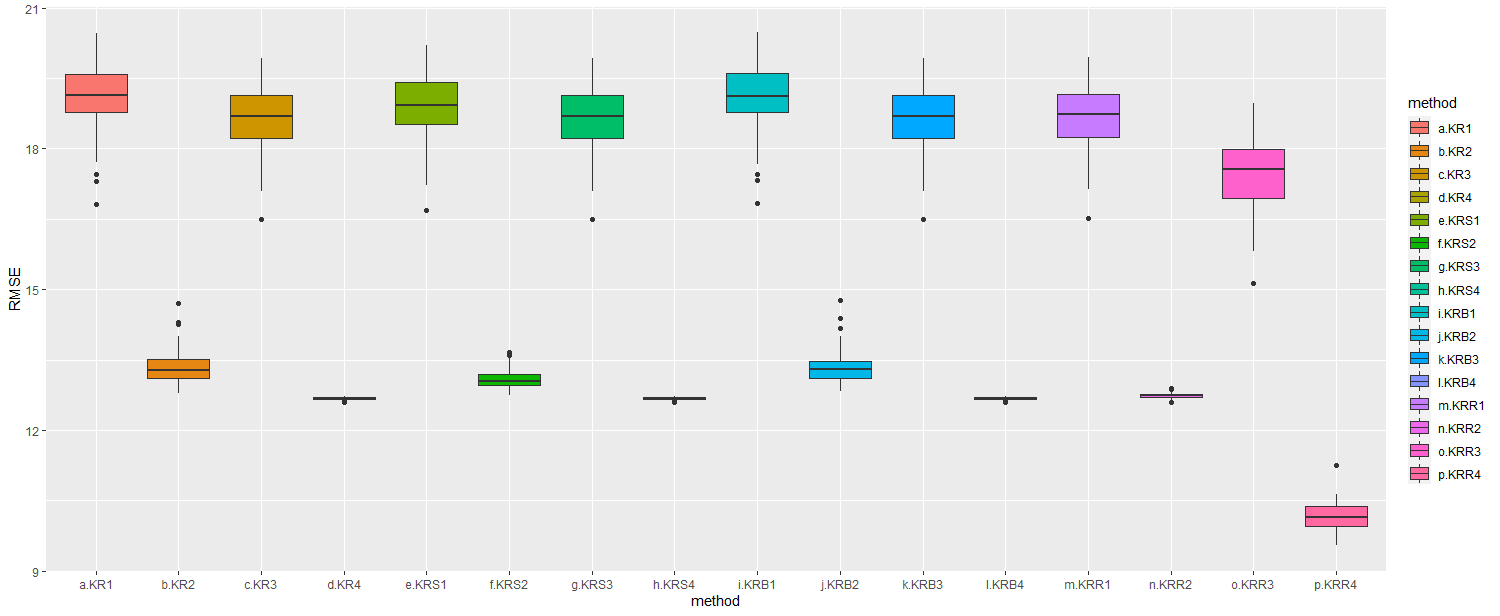 21
18
15
12
9
RMSE
a.KR1 b.KR2 c.KR3 d.KR4 e.KRS1 f.KRS2 g.KRS3 h.KRS4 i.KRB1 j.KRB2 k.KRB3 l.KRB4 m.KRR1 n.KRR2 o.KRR3 p.KRR4
method
method
a.KR1
b.KR2
c.KR3
d.KR4
e.KRS1
f.KRS2
g.KRS3
h.KRS4
i.KRB1
j.KRB2
k.KRB3
l.KRB4
m.KRR1
n.KRR2
o.KRR3
p.KRR4